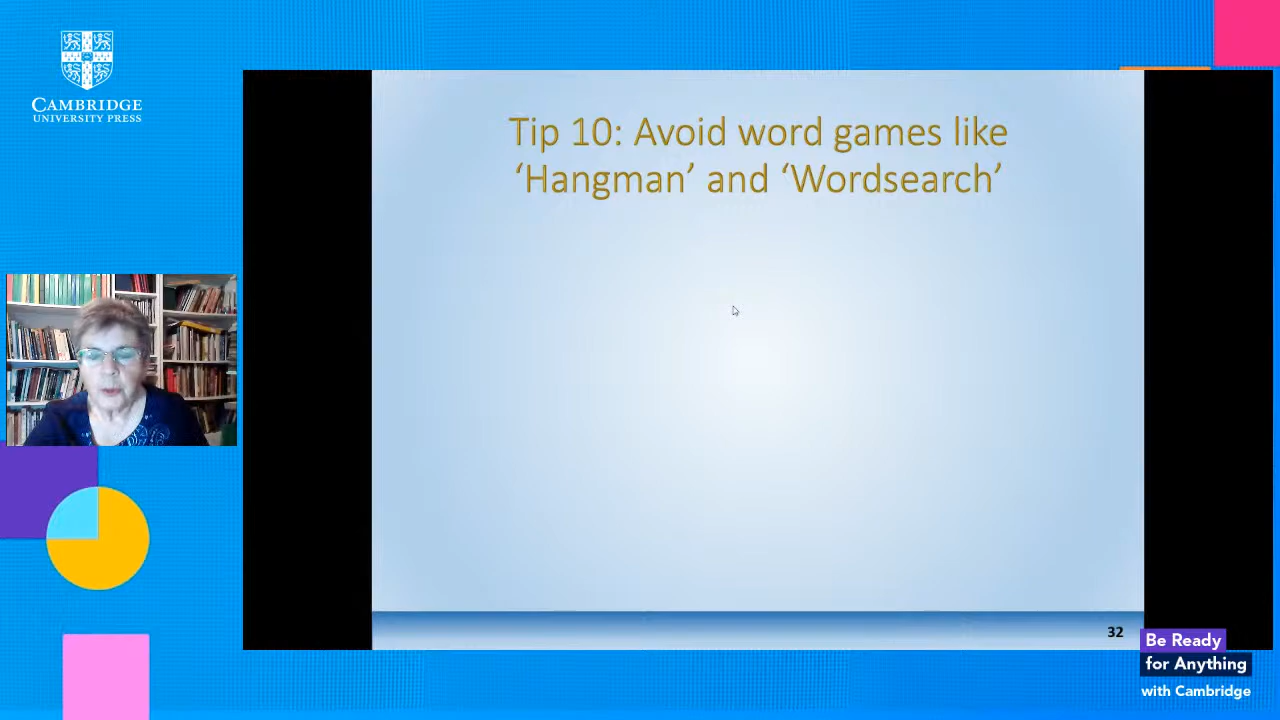 CAMBRIDGE
UNIVERSITY PRESS
Tip 10: Avoid word games like
‘Hangman’ and ‘Wordsearch’
32
Be Ready
for Anything
with Cambridge